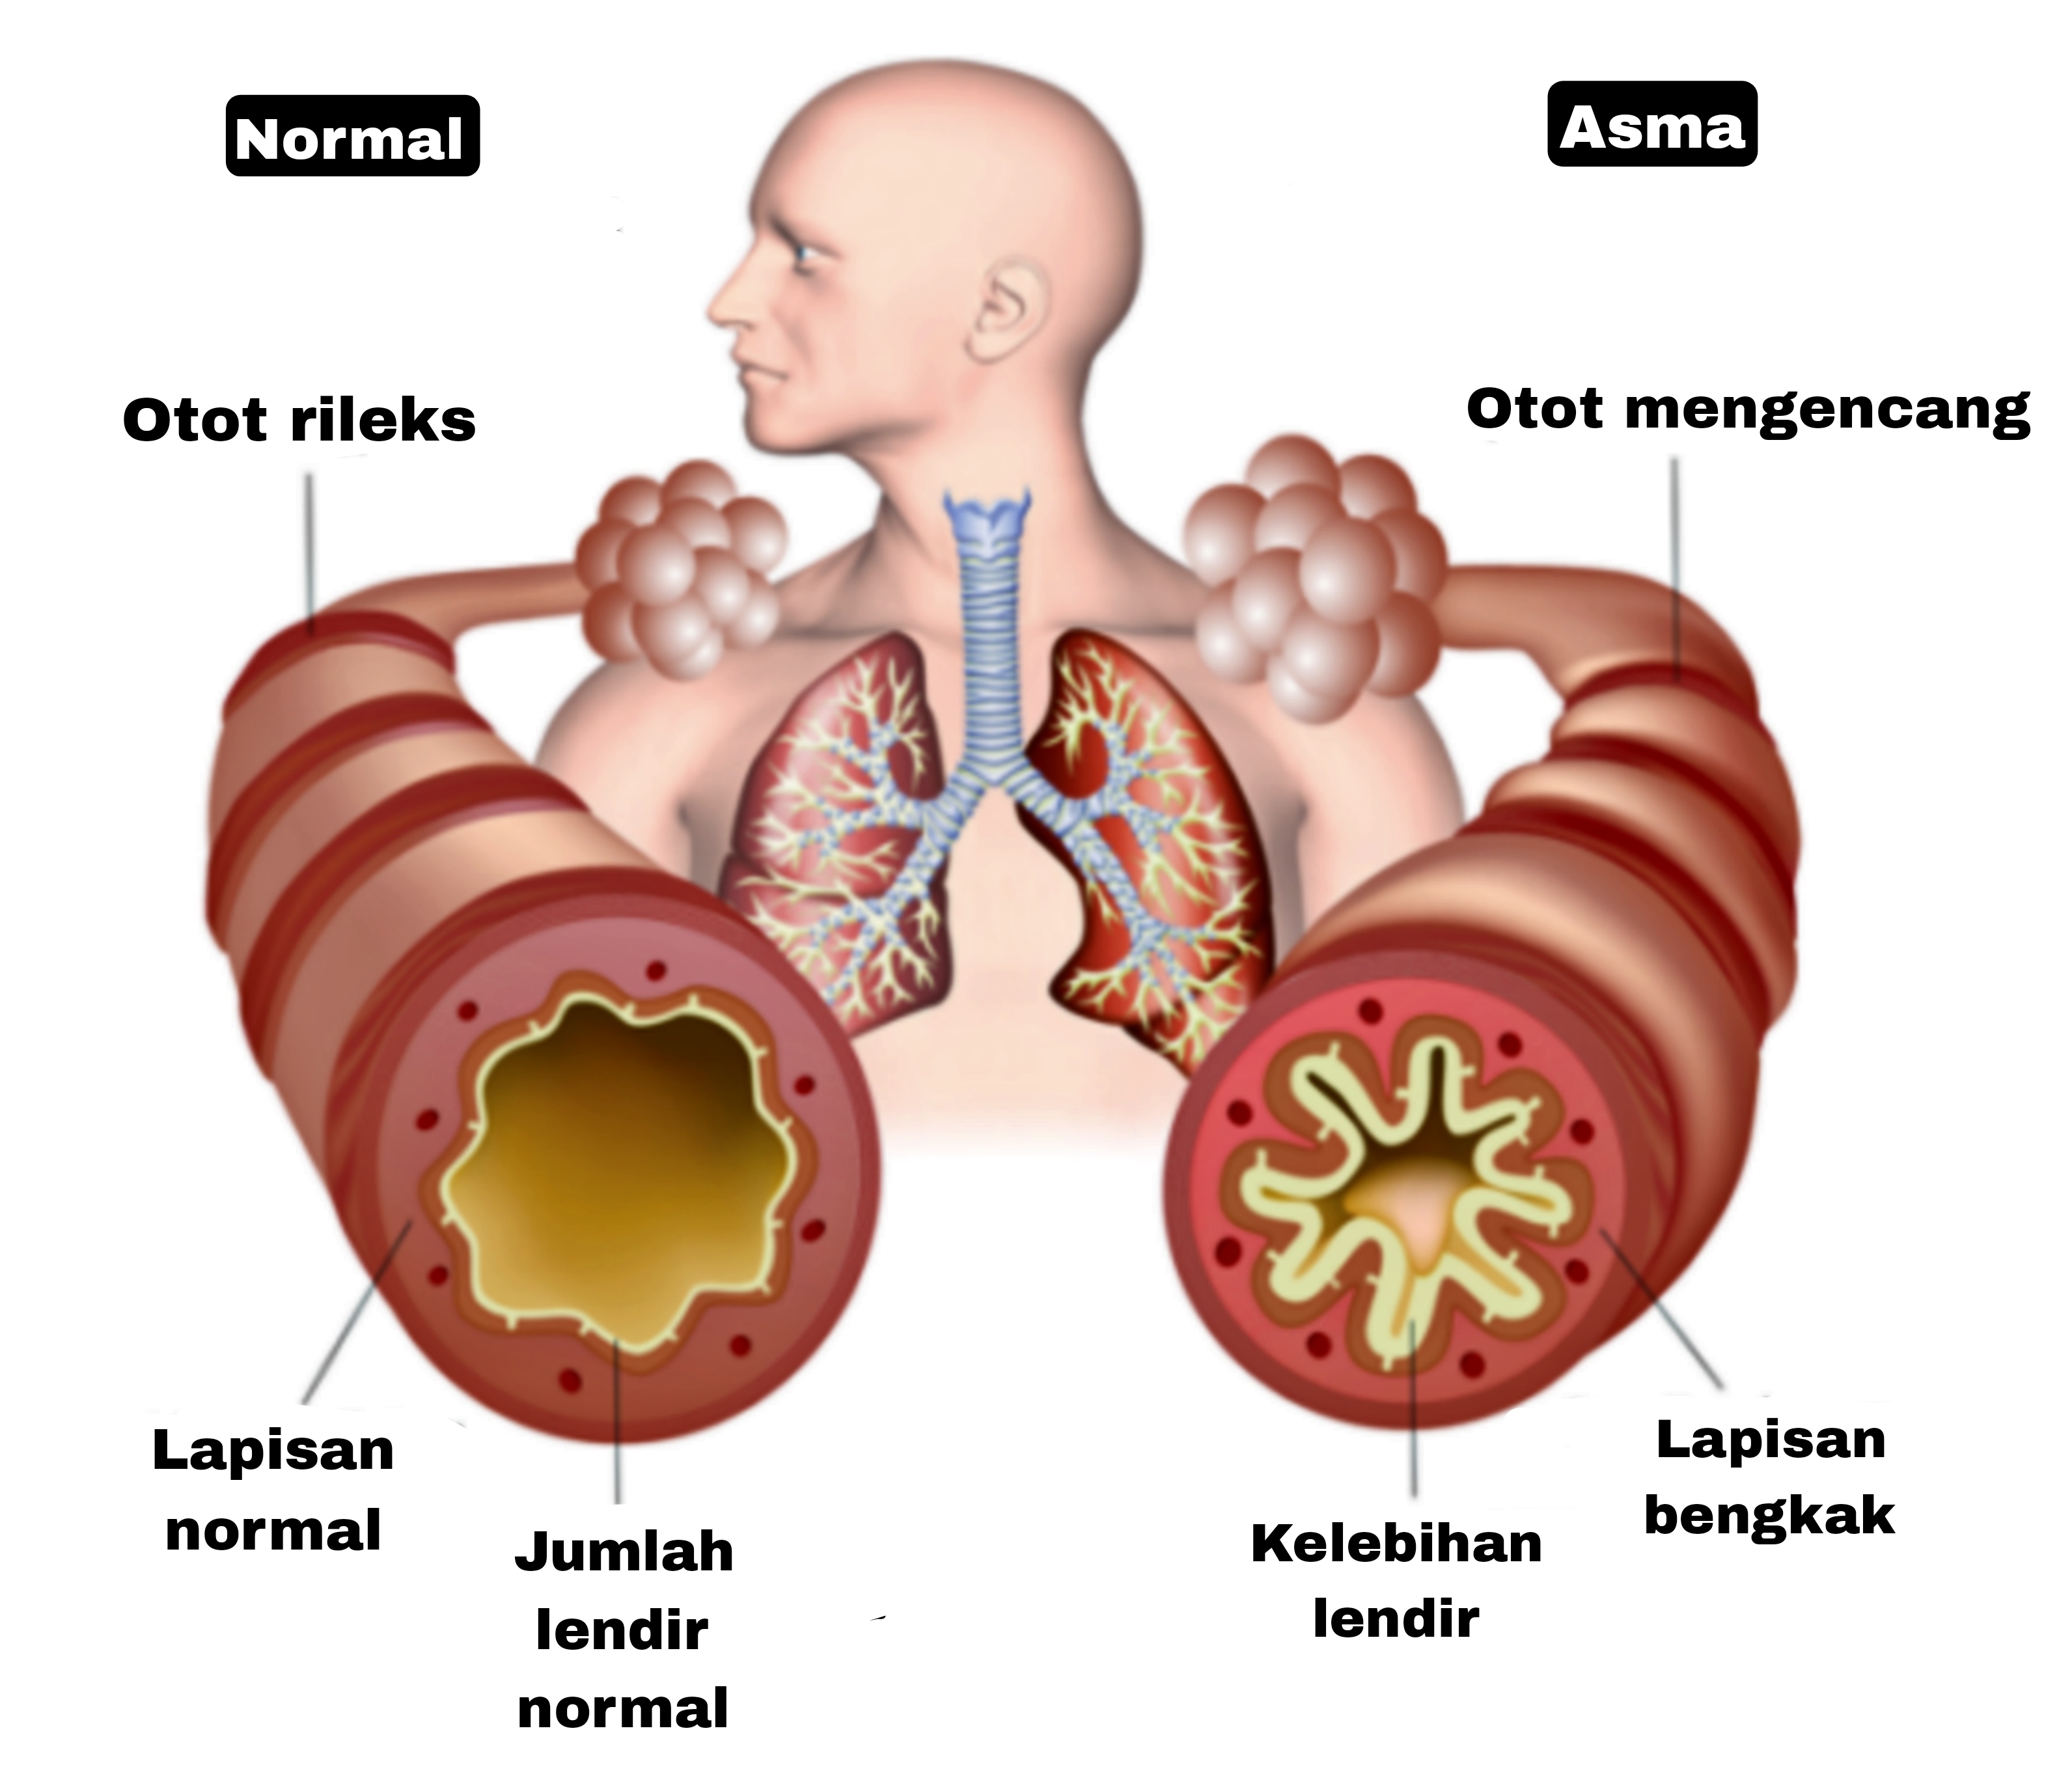 Normal
Asma
Otot rileks
Otot mengencang
Lapisan
normal
Jumlah
lendir
normal
Kelebihan
lendir
Lapisan
bengkak